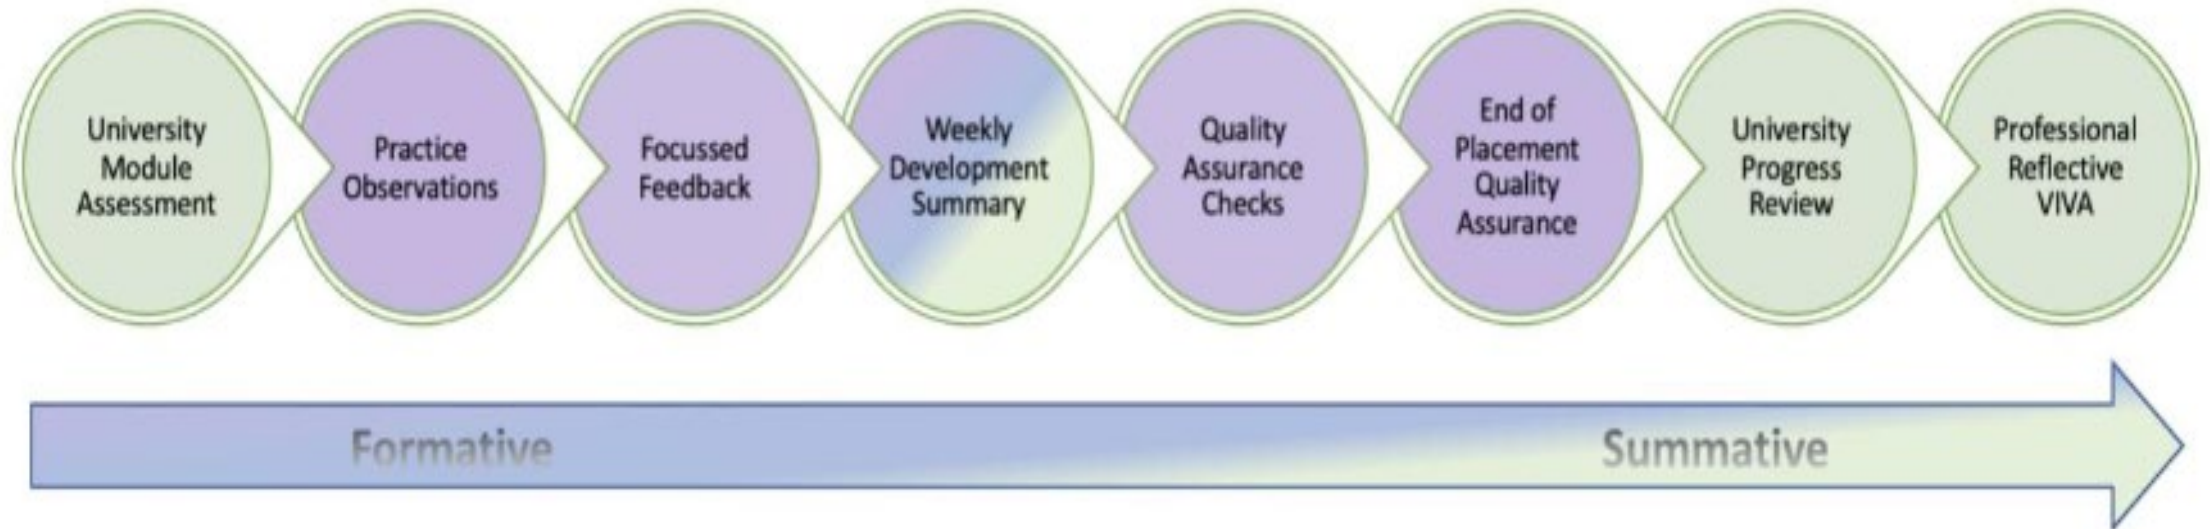 University
Module
Assessment
Practice
Observations
Focussed
Feedback
Weekly
Development
Summary
Quality
Assurance
Checks
End of
Placement
Quality
Assurance
University
Progress
Review
Professional
Reflective
VIVA
Formative
Summative